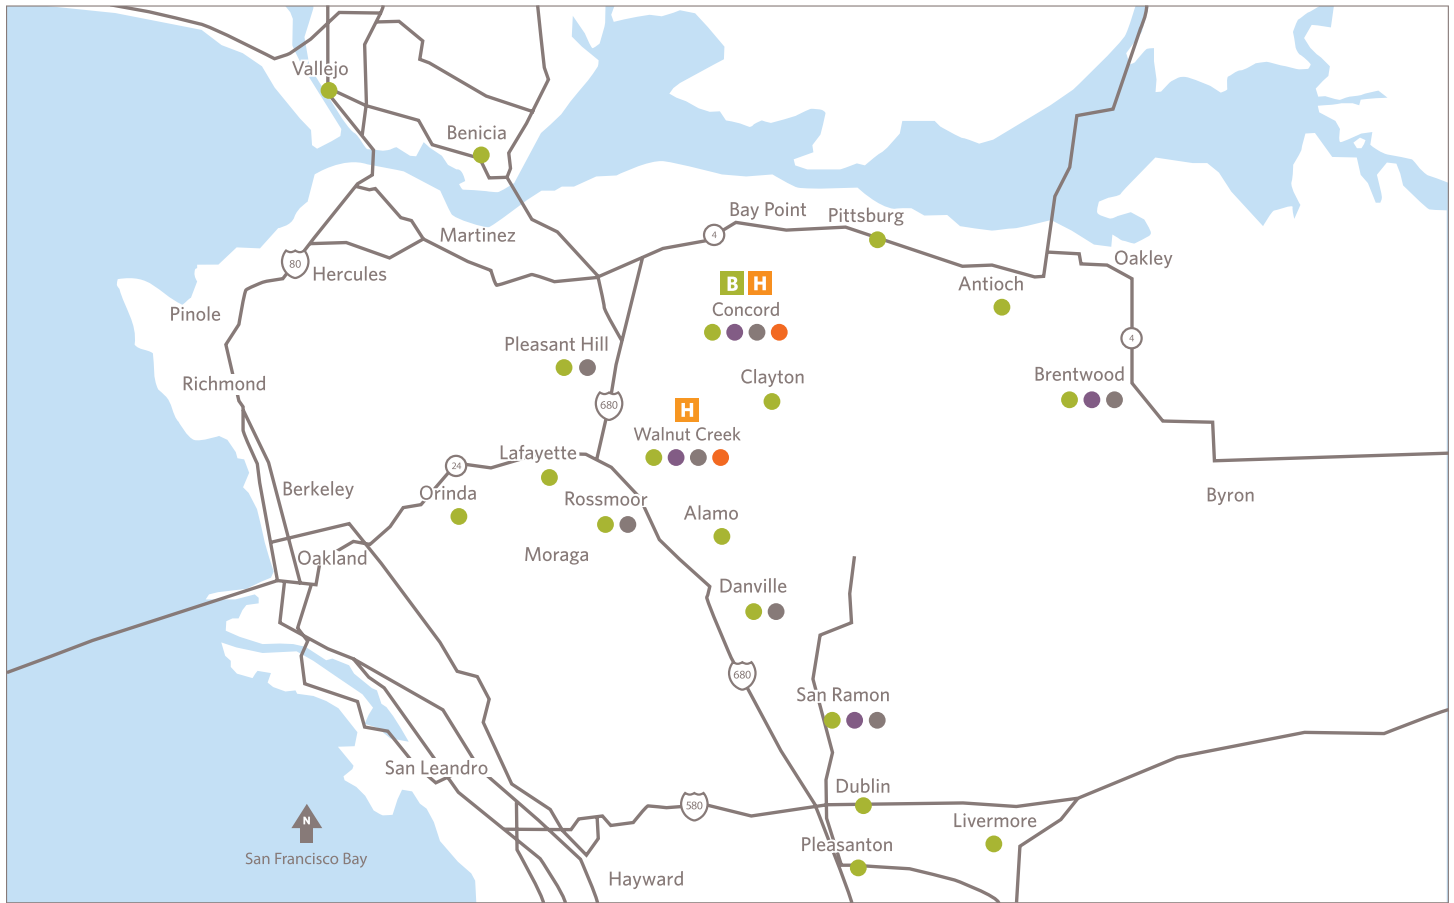 Vallejo
Benicia
Bay Point
Pittsburg
4
Martinez
80
Hercules
Oakley
B H
Antioch
Concord
Pinole
4
Pleasant Hill
Clayton
Brentwood
Richmond
680
H
Walnut Creek
Lafayette
24
Orinda
Berkeley
Rossmoor
Byron
Alamo
Moraga
Oakland
Danville
680
San Ramon
San Leandro
Dublin
580
Livermore
N
Pleasanton
San Francisco Bay
Hayward